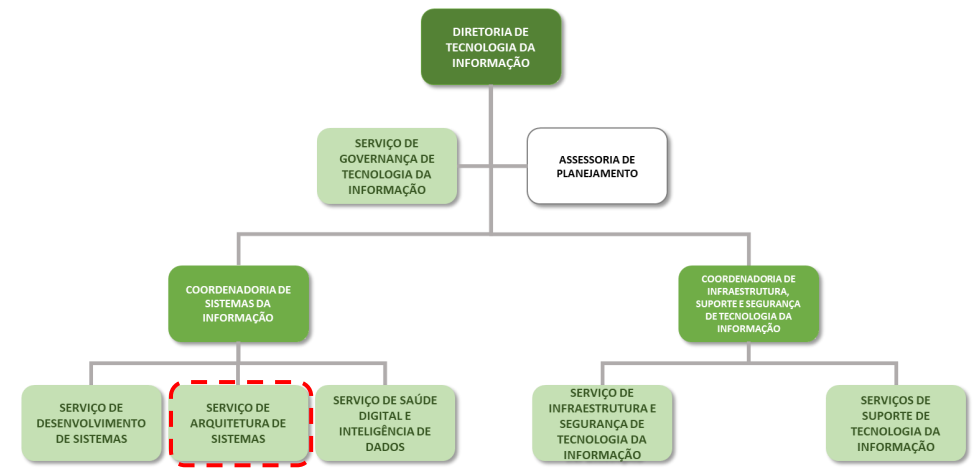 DIRETORIA DE
TECNOLOGIA DA
INFORMAÇÃO
SERVIÇO DE
GOVERNANÇA DE
TECNOLOGIA DA
INFORMAÇÃO
ASSESSORIA DE
PLANEJAMENTO
COORDENADORIA DE
SISTEMAS DA
INFORMAÇÃO
COORDENADORIA DE
INFRAESTRUTURA,
SUPORTE E SEGURANÇA
DE TECNOLOGIA DA
INFORMAÇÃO
SERVIÇO DE
DESENVOLVIMENTO
DE SISTEMAS
SERVIÇO DE
ARQUITETURA DE
SISTEMAS
SERVIÇO DE SAÚDE
DIGITAL E
INTELIGÊNCIA DE
DADOS
SERVIÇO DE
INFRAESTRUTURA E
SEGURANÇA DE
TECNOLOGIA DA
INFORMAÇÃO
SERVIÇOS DE
SUPORTE DE
TECNOLOGIA DA
INFORMAÇÃO